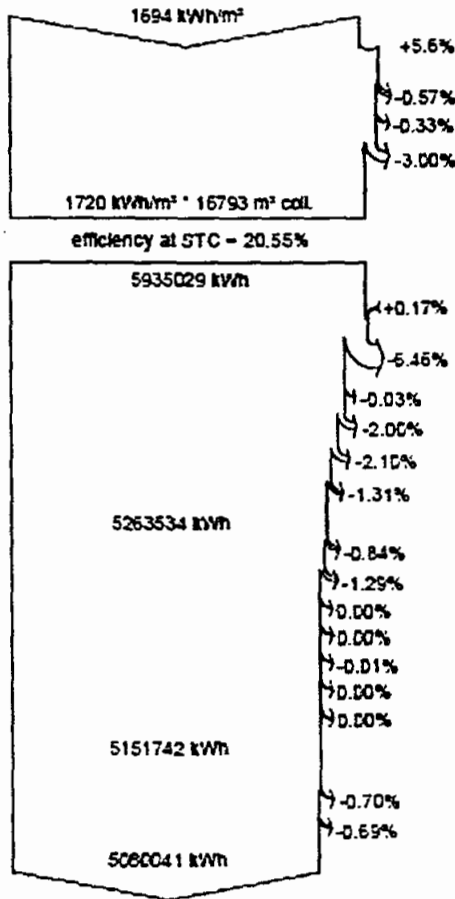 1694 kWh/m²
+5.6%
-0.57%
-0.33%
-3.00%
1720 kWh/m² * 16793 m² coll.
efficiency at STC = 20.55%
5935029 kWh
+0.17%
-6.46%
-0.03%
-2.00%
-2.10%
-1.31%
5263534 kWh
-0.84%
-1.29%
0.00%
0.00%
-0.01%
0.00%
0.00%
5151742 kWh
-0.70%
-0.69%
5080041 kWh